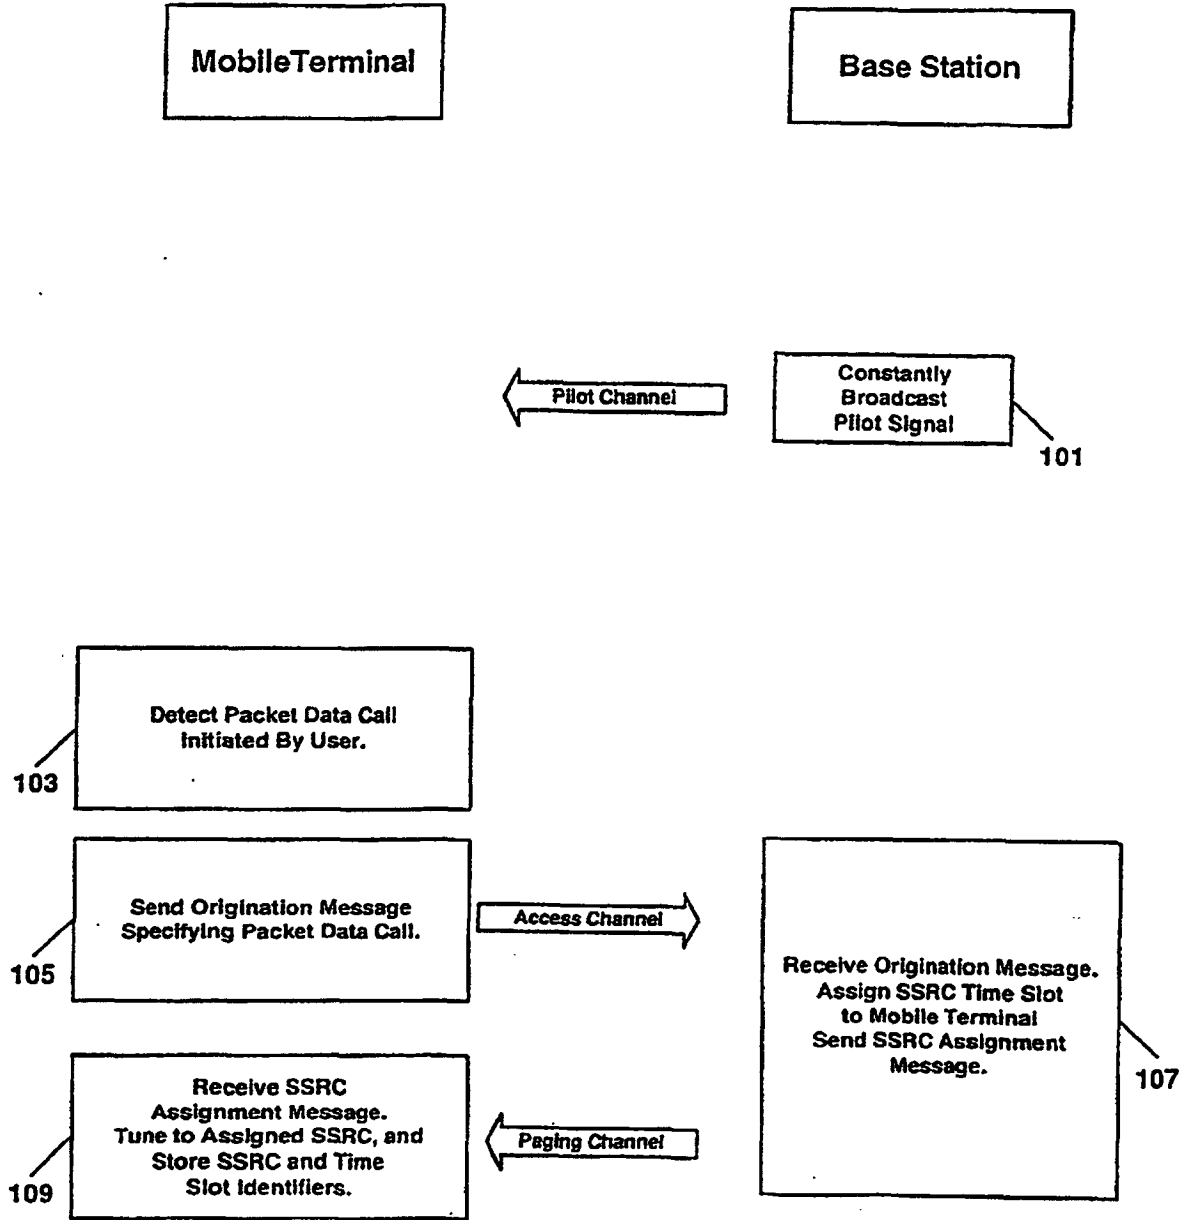 MobileTerminal
Base Station
Pilot Channel
Constantly
Broadcast
Pilot Signal
101
Detect Packet Data Call
Initiated By User.
103
Send Origination Message
Specifying Packet Data Call.
105
Access Channel
Receive Origination Message.
Assign SSRC Time Slot
to Mobile Terminal
Send SSRC Assignment
Message.
107
Receive SSRC
Assignment Message.
Tune to Assigned SSRC, and
Store SSRC and Time
Slot Identifiers.
109
Paging Channel